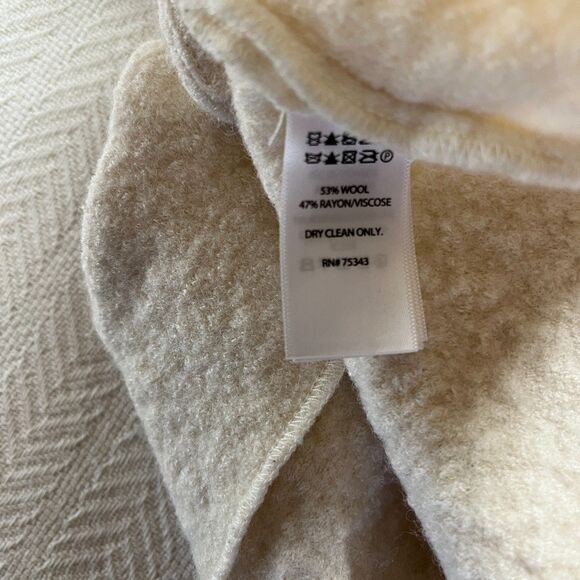 53% WOOL
47% RAYON/VISCOSE
DRY CLEAN ONLY.
RN# 75343